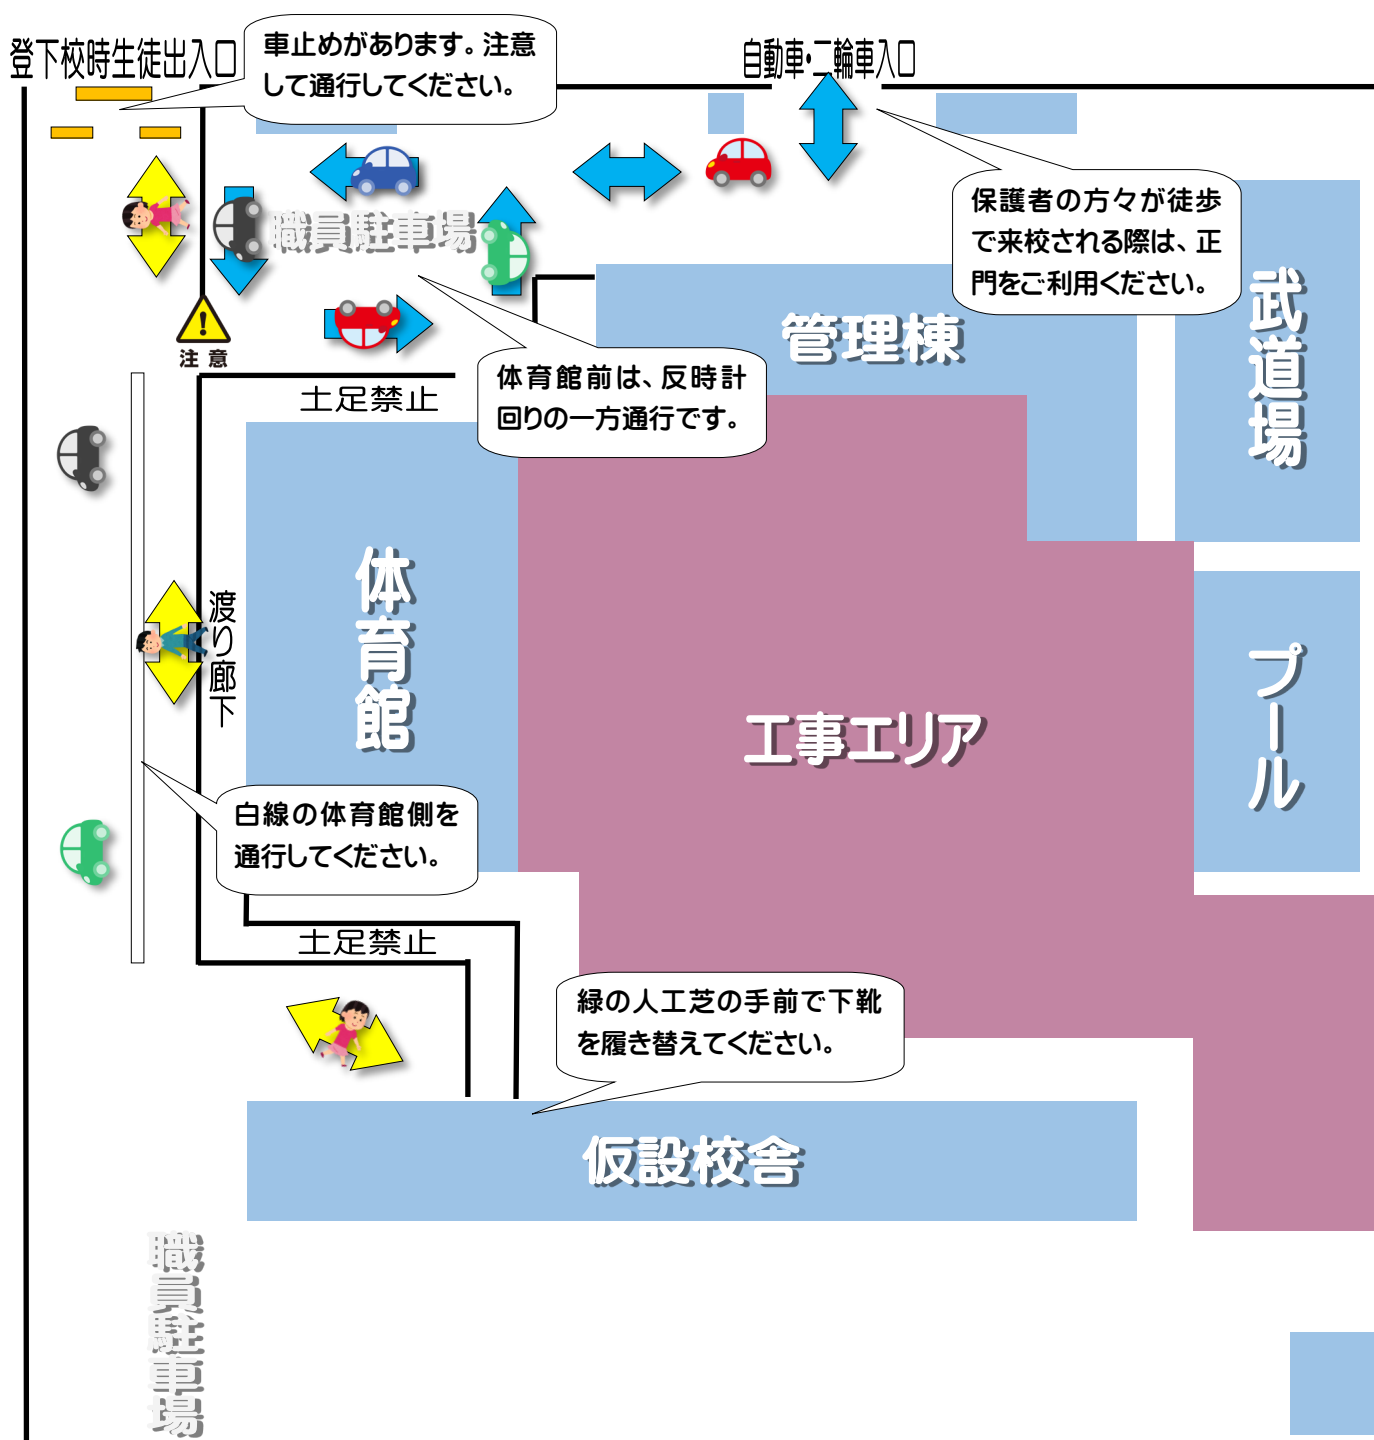 登下校時生徒出入口
車止めがあります。注意
して通行してください。
自動車・二輪車入口
保護者の方々が徒歩
で来校される際は、正
門をご利用ください。
職員駐車場
注意
管理棟
武道場
体育館前は、反時計
回りの一方通行です。
土足禁止
体育館
渡り廊下
工事エリア
プール
白線の体育館側を
通行してください。
土足禁止
緑の人工芝の手前で下靴
を履き替えてください。
仮設校舎
職員駐車場